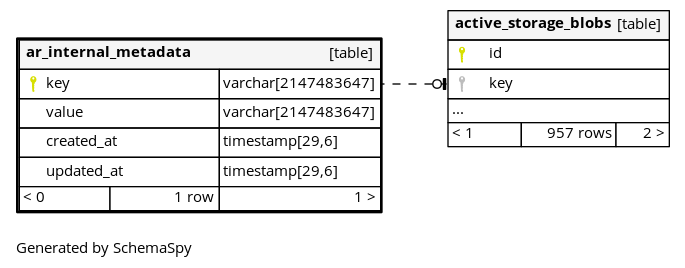 ar_internal_metadata [table]
key varchar[2147483647]
value varchar[2147483647]
created_at timestamp[29,6]
updated_at timestamp[29,6]
< 0 1 row 1 >
active_storage_blobs [table]
id
key
...
< 1 957 rows 2 >
Generated by SchemaSpy